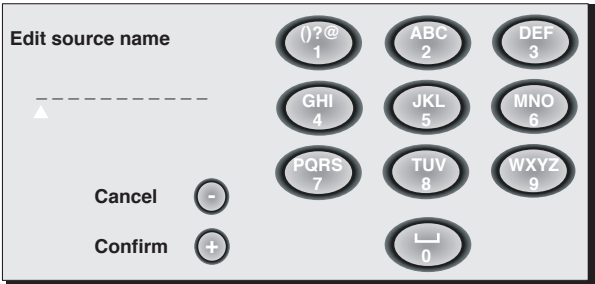 Edit source name
()?@
1
ABC
2
DEF
3
GHI
4
JKL
5
MNO
6
PQRS
7
TUV
8
WXYZ
9
Cancel -
Confirm +
0